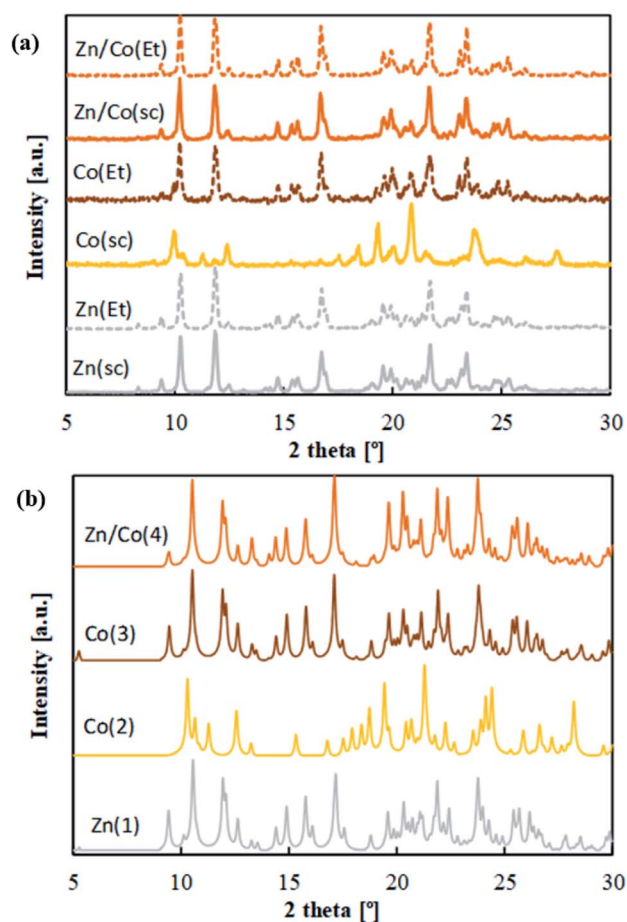 (a)
Zn/Co(Et)
Zn/Co(sc)
Co(Et)
Co(sc)
Zn(Et)
Zn(sc)
Intensity [a.u.]
5 10 15 20 25 30
2 theta [º]
(b)
Zn/Co(4)
Co(3)
Co(2)
Zn(1)
Intensity [a.u.]
5 10 15 20 25 30
2 theta [º]